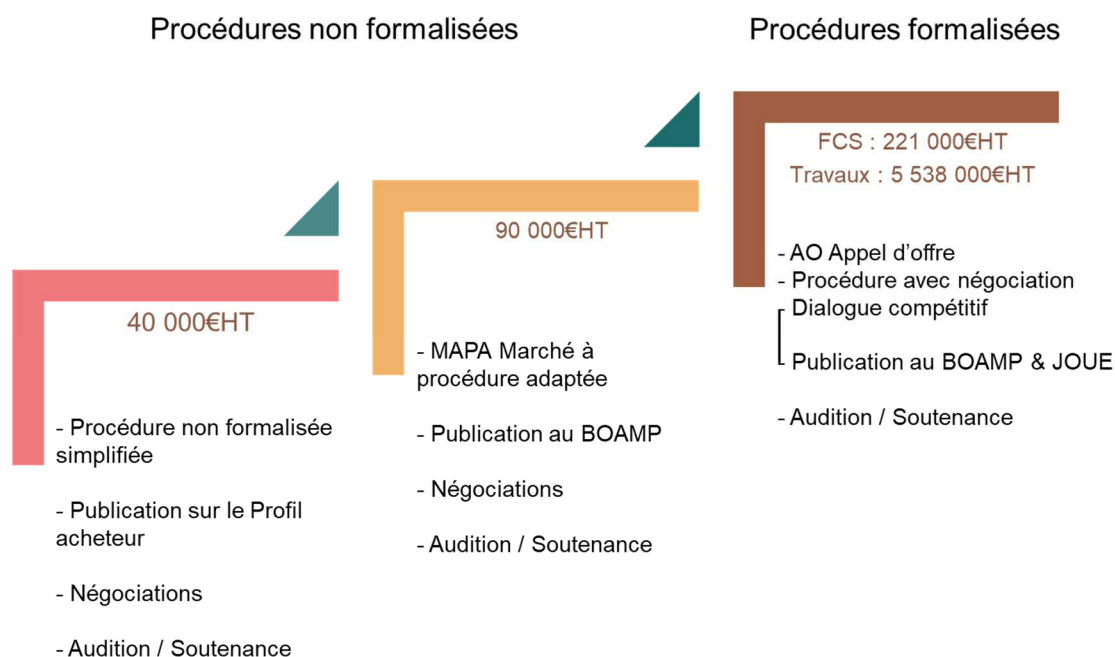 Procédures non formalisées
Procédures formalisées
40 000€HT
- Procédure non formalisée
simplifiée
- Publication sur le Profil
acheteur
- Négociations
- Audition / Soutenance
90 000€HT
- MAPA Marché à
procédure adaptée
- Publication au BOAMP
- Négociations
- Audition / Soutenance
FCS : 221 000€HT
Travaux : 5 538 000€HT
- AO Appel d'offre
- Procédure avec négociation
Dialogue compétitif
Publication au BOAMP & JOUE
- Audition / Soutenance